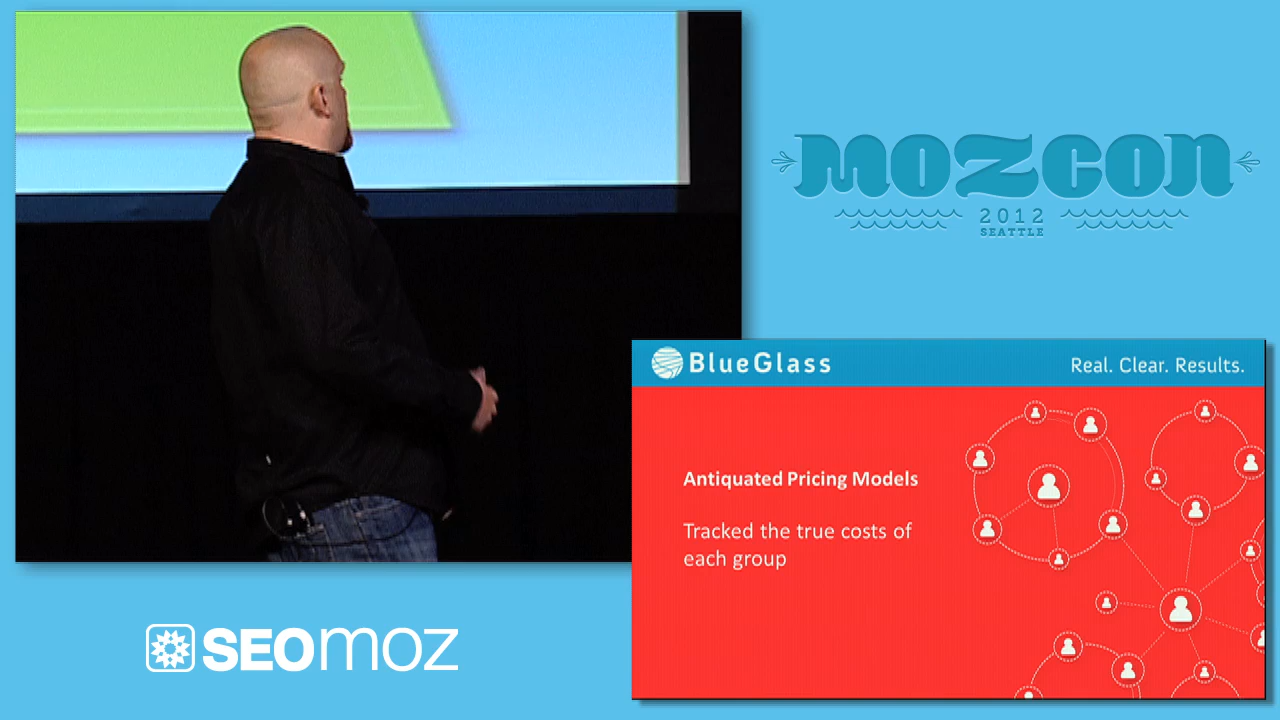 MOZCON
2012
SEATTLE
BlueGlass
Real. Clear. Results.
Antiquated Pricing Models
Tracked the true costs of
each group
SEOmoz